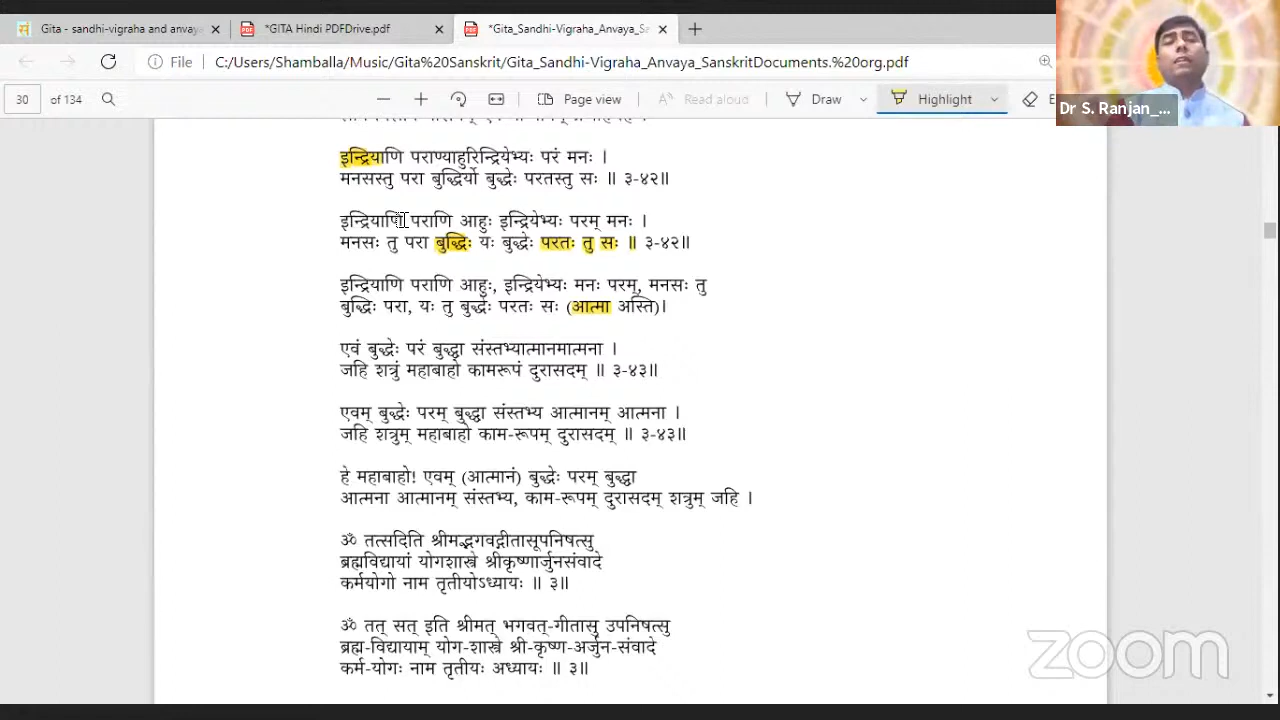 Gita - sandhi-vigraha and anvaya
*GITA Hindi PDFDrive.pdf
*Gita_Sandhi-Vigraha_Anvaya_Sa
File
C:/Users/Shamballa/Music/Gita%20Sanskrit/Gita_Sandhi-Vigraha_Anvaya_SanskritDocuments.%20org.pdf
30 of 134
Page view
Read aloud
Draw
Highlight
Dr S. Ranjan_...
इन्द्रियाणि पराण्याहुरिन्द्रियेभ्यः परं मनः ।
मनसस्तु परा बुद्धिर्यो बुद्धेः परतस्तु सः ॥ ३-४२॥
इन्द्रियाणि पराणि आहुः इन्द्रियेभ्यः परम् मनः ।
मनसः तु परा बुद्धिः यः बुद्धेः परतः तु सः ॥ ३-४२॥
इन्द्रियाणि पराणि आहुः, इन्द्रियेभ्यः मनः परम्, मनसः तु
बुद्धिः परा, यः तु बुद्धेः परतः सः (आत्मा अस्ति)।
एवं बुद्धेः परं बुद्ध्वा संस्तभ्यात्मानमात्मना ।
जहि शत्रुं महाबाहो कामरूपं दुरासदम् ॥ ३-४३॥
एवम् बुद्धेः परम् बुद्ध्वा संस्तभ्य आत्मानम् आत्मना ।
जहि शत्रुम् महाबाहो काम-रूपम् दुरासदम् ॥ ३-४३॥
हे महाबाहो! एवम् (आत्मानं) बुद्धेः परम् बुद्ध्वा
आत्मना आत्मानम् संस्तभ्य, काम-रूपम् दुरासदम् शत्रुम् जहि ।
ॐ तत्सदिति श्रीमद्भगवद्गीतासूपनिषत्सु
ब्रह्मविद्यायां योगशास्त्रे श्रीकृष्णार्जुनसंवादे
कर्मयोगो नाम तृतीयोऽध्यायः ॥ ३॥
ॐ तत् सत् इति श्रीमत् भगवत्-गीतासु उपनिषत्सु
ब्रह्म-विद्यायाम् योग-शास्त्रे श्री-कृष्ण-अर्जुन-संवादे
कर्म-योगः नाम तृतीयः अध्यायः ॥ ३॥
zoom